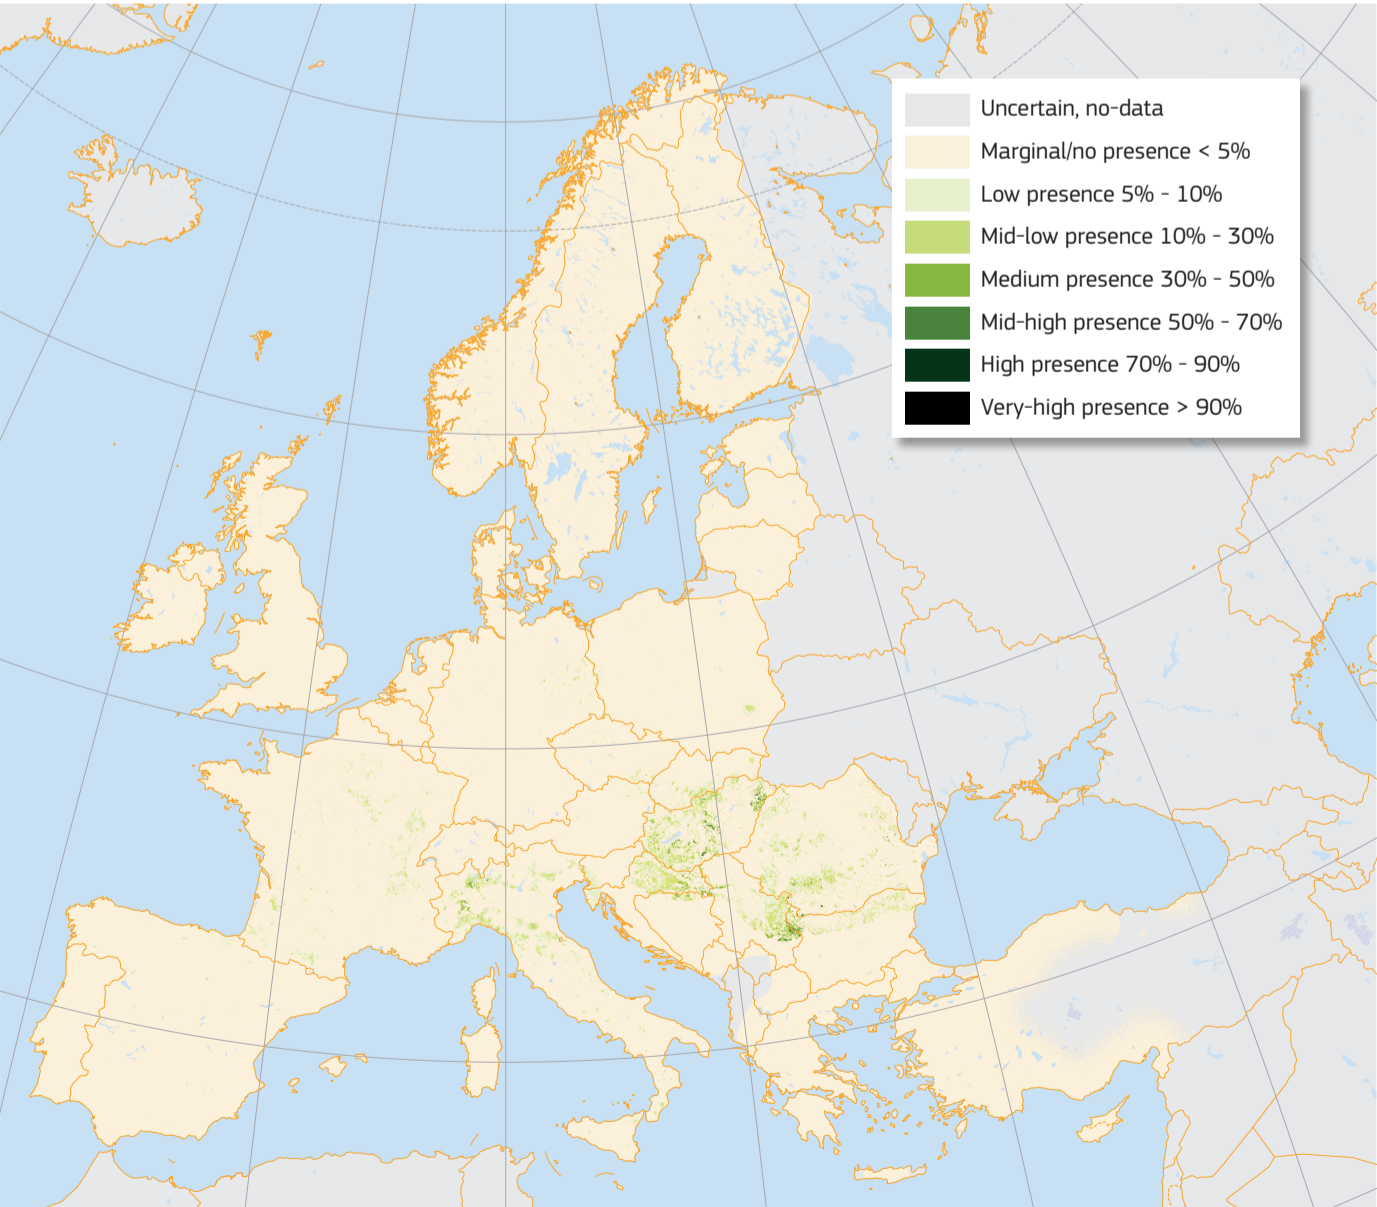 Uncertain, no-data
Marginal/no presence < 5%
Low presence 5% - 10%
Mid-low presence 10% - 30%
Medium presence 30% - 50%
Mid-high presence 50% - 70%
High presence 70% - 90%
Very-high presence > 90%